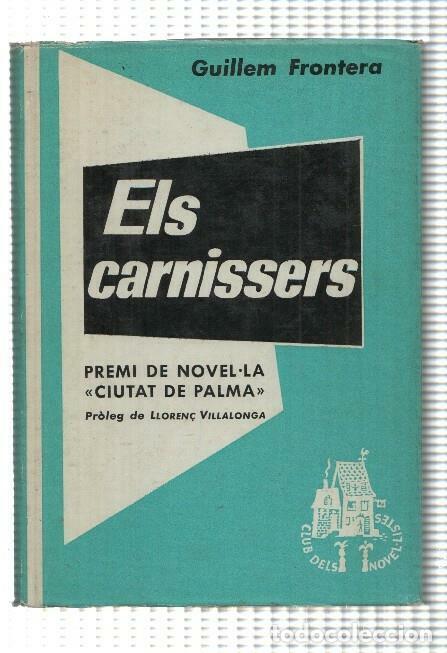 Guillem Frontera
Els
carnissers
PREMI DE NOVEL·LA
«CIUTAT DE PALMA»
Pròleg de LLORENÇ VILLALONGA
CLUB DELS NOVEL·LISTES
todocoleccion